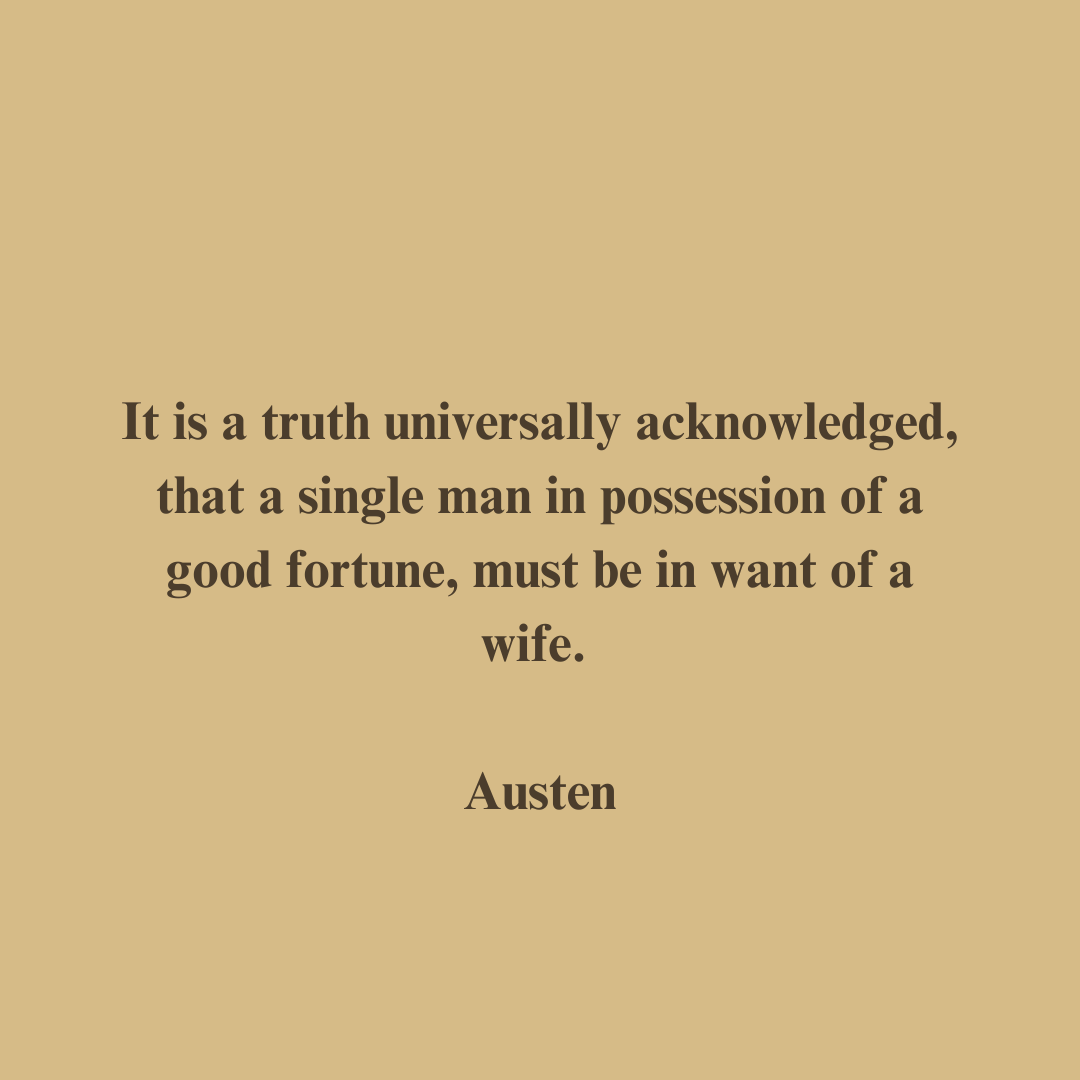 It is a truth universally acknowledged,
that a single man in possession of a
good fortune, must be in want of a
wife.
Austen